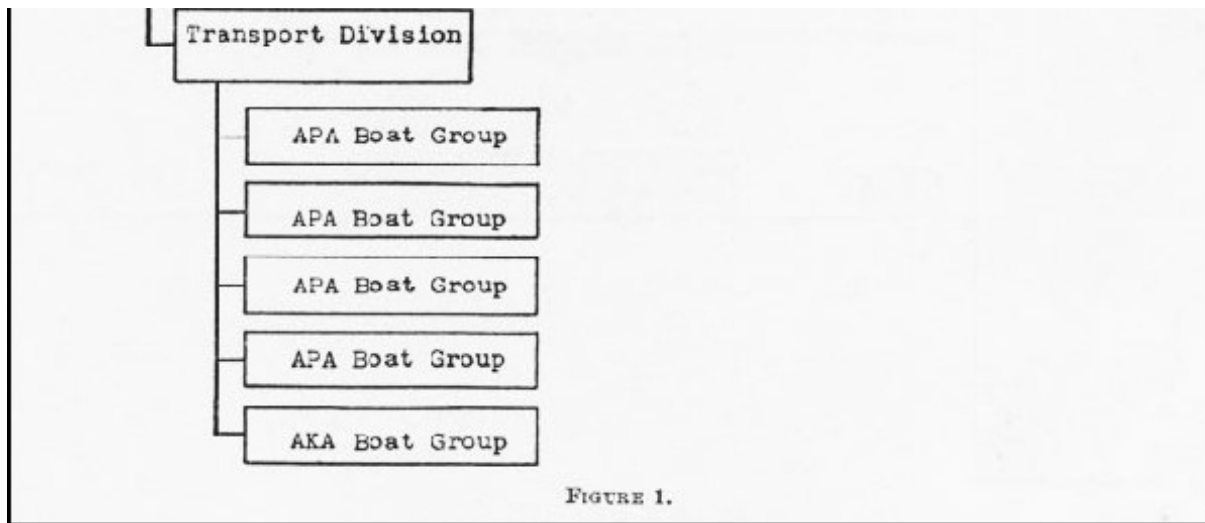 Transport Division
APA Boat Group
APA Boat Group
APA Boat Group
APA Boat Group
AKA Boat Group
FIGURE 1.